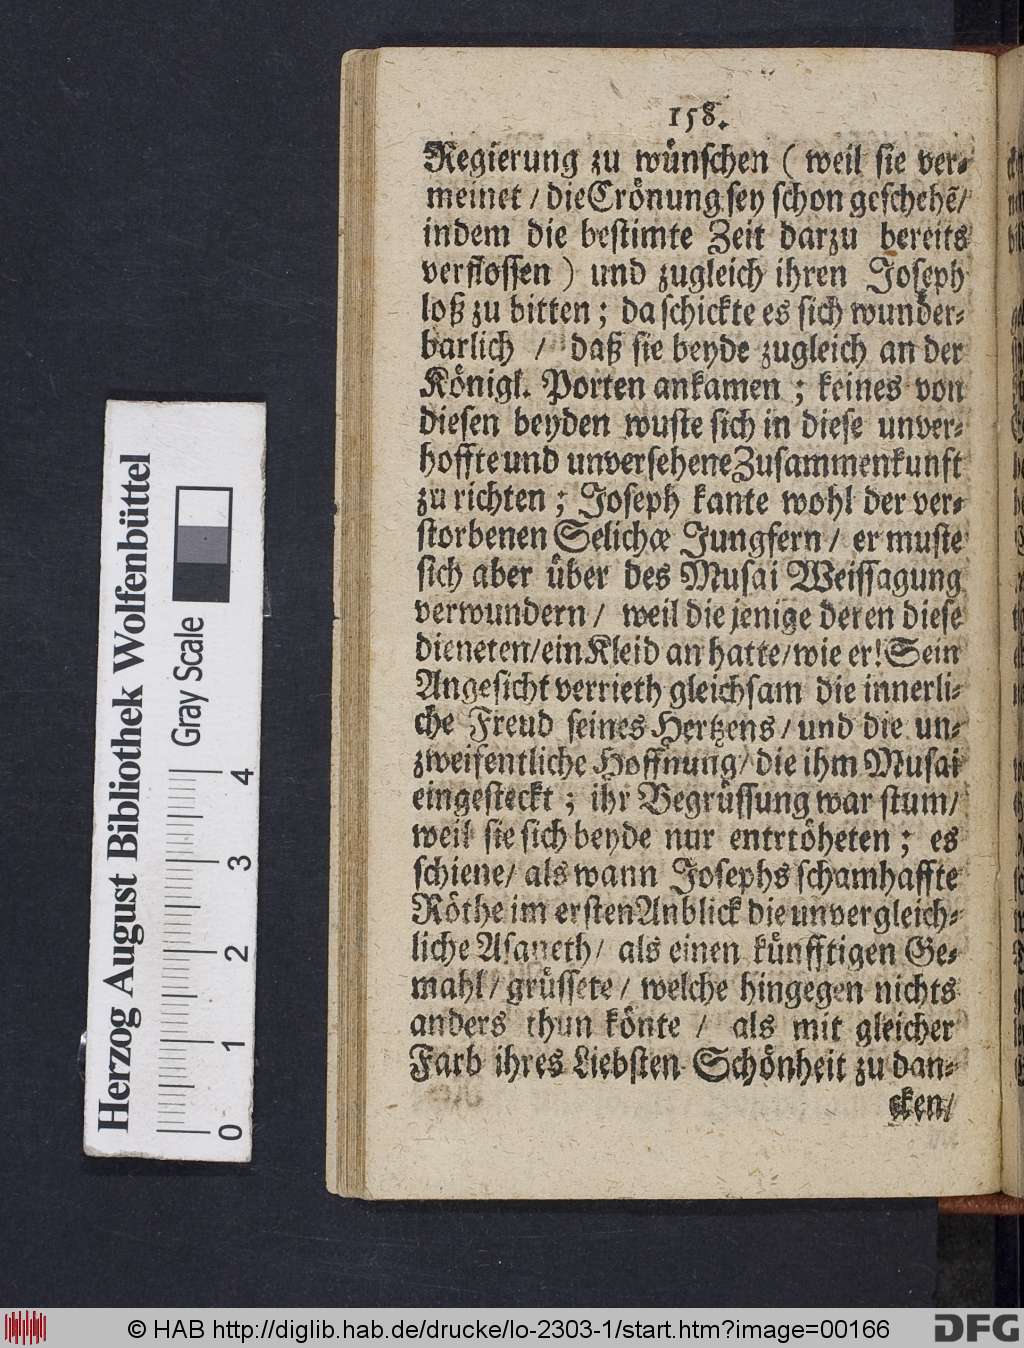 158.
Regierung zu wünschen ( weil sie ver-
meinet / die Crönung sey schon geschehẽ/
indem die bestimte Zeit darzu bereits
verflossen ) und zugleich ihren Joseph
loß zu bitten ; da schickte es sich wunder-
barlich / daß sie beyde zugleich an der
Königl. Porten ankamen ; keines von
diesen beyden wuste sich in diese unver-
hoffte und unversehene Zusammenkunft
zu richten ; Joseph kante wohl der ver-
storbenen Selichæ Jungfern / er muste
sich aber über des Musai Weissagung
verwundern / weil die jenige deren diese
dieneten/ ein Kleid an hatte/ wie er! Sein
Angesicht verrieth gleichsam die innerli-
che Freud seines Hertzens / und die un-
zweifentliche Hoffnung/ die ihm Musai
eingesteckt ; ihr Begrüssung war stum/
weil sie sich beyde nur entrtöheten ; es
schiene/ als wann Josephs schamhaffte
Röthe im ersten Anblick die unvergleich-
liche Asaneth/ als einen künfftigen Ge-
mahl / grüssete / welche hingegen nichts
anders thun könte / als mit gleicher
Farb ihres Liebsten Schönheit zu dan-
cken/
Herzog August Bibliothek Wolfenbüttel
Gray Scale
0 1 2 3 4
© HAB http://diglib.hab.de/drucke/lo-2303-1/start.htm?image=00166
DFG